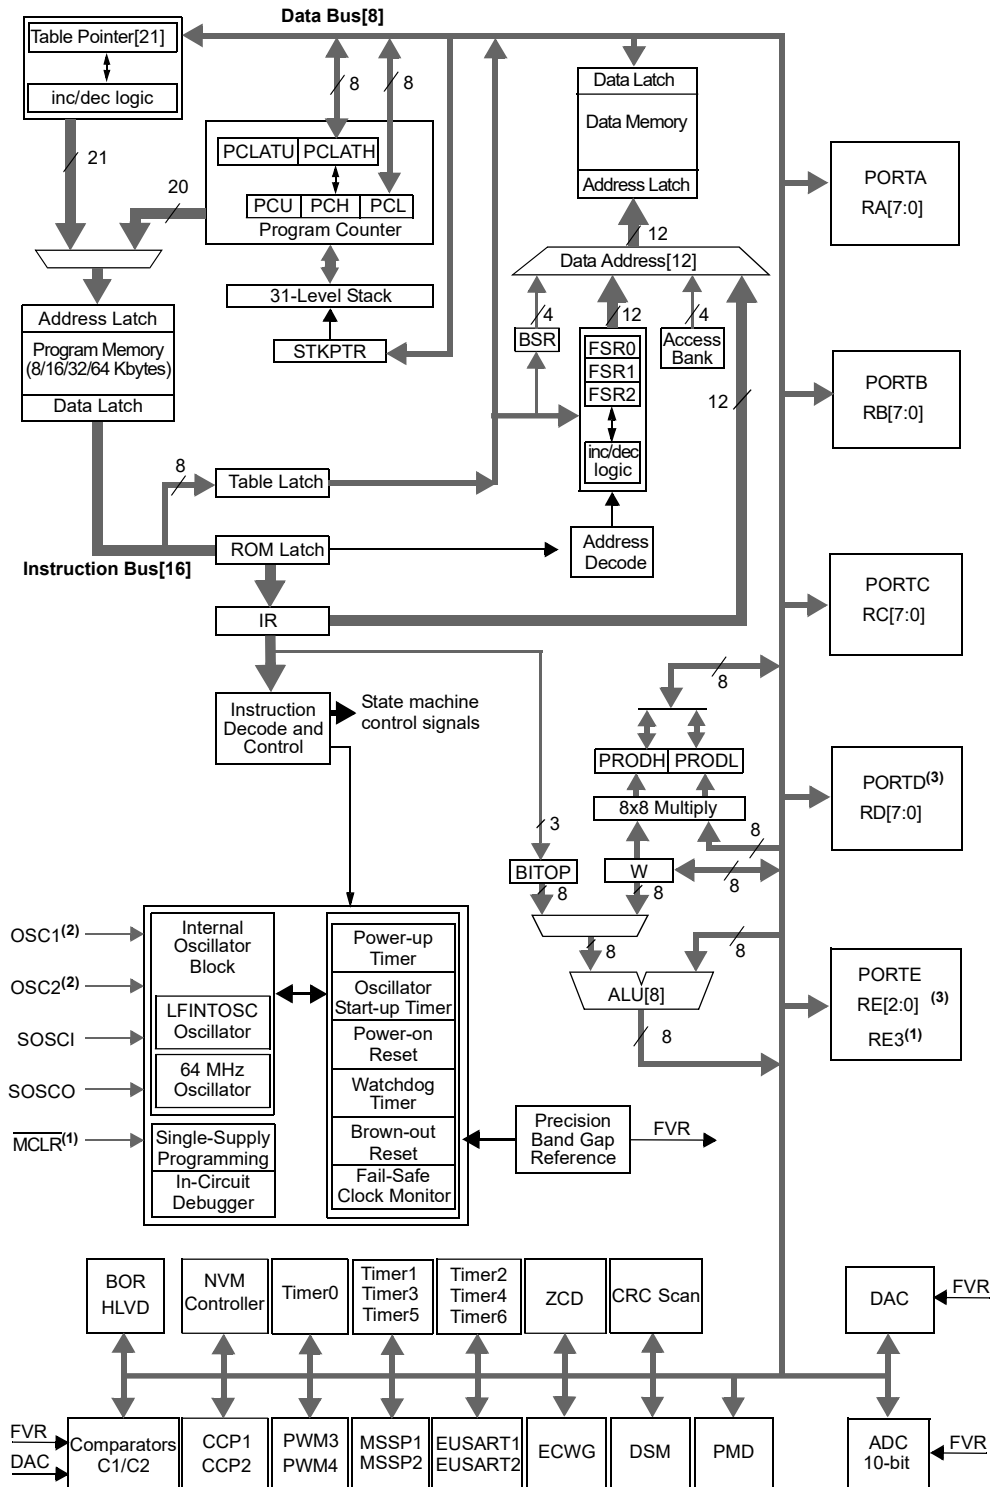 Data Bus[8]
Table Pointer[21]
inc/dec logic
21
20
8
8
PCLATU PCLATH
PCU PCH PCL
Program Counter
31-Level Stack
STKPTR
Data Latch
Data Memory
Address Latch
12
Data Address[12]
4
12
4
BSR
FSR0
FSR1
FSR2
inc/dec
logic
Access
Bank
12
Address Latch
Program Memory
(8/16/32/64 Kbytes)
Data Latch
8
Table Latch
ROM Latch
Instruction Bus[16]
Address
Decode
IR
Instruction
Decode and
Control
State machine
control signals
8
PRODH PRODL
8x8 Multiply
3
8
BITOP
W
8
8
8
8
8
ALU[8]
8
PORTA
RA[7:0]
PORTB
RB[7:0]
PORTC
RC[7:0]
PORTD(3)
RD[7:0]
PORTE
RE[2:0] (3)
RE3(1)
OSC1(2)
OSC2(2)
SOSCI
SOSCO
MCLR(1)
Internal
Oscillator
Block
LFINTOSC
Oscillator
64 MHz
Oscillator
Single-Supply
Programming
In-Circuit
Debugger
Power-up
Timer
Oscillator
Start-up Timer
Power-on
Reset
Watchdog
Timer
Brown-out
Reset
Fail-Safe
Clock Monitor
Precision
Band Gap
Reference
FVR
BOR
HLVD
NVM
Controller
Timer0
Timer1
Timer3
Timer5
Timer2
Timer4
Timer6
ZCD
CRC Scan
DAC
FVR
FVR
DAC
Comparators
C1/C2
CCP1
CCP2
PWM3
PWM4
MSSP1
MSSP2
EUSART1
EUSART2
ECWG
DSM
PMD
ADC
10-bit
FVR